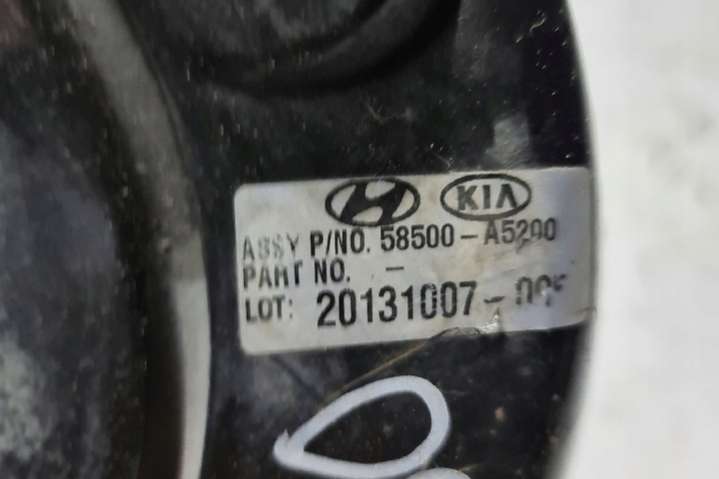 KIA
ASSY P/NO. 58500-A5200
PART NO. -
LOT: 20131007-